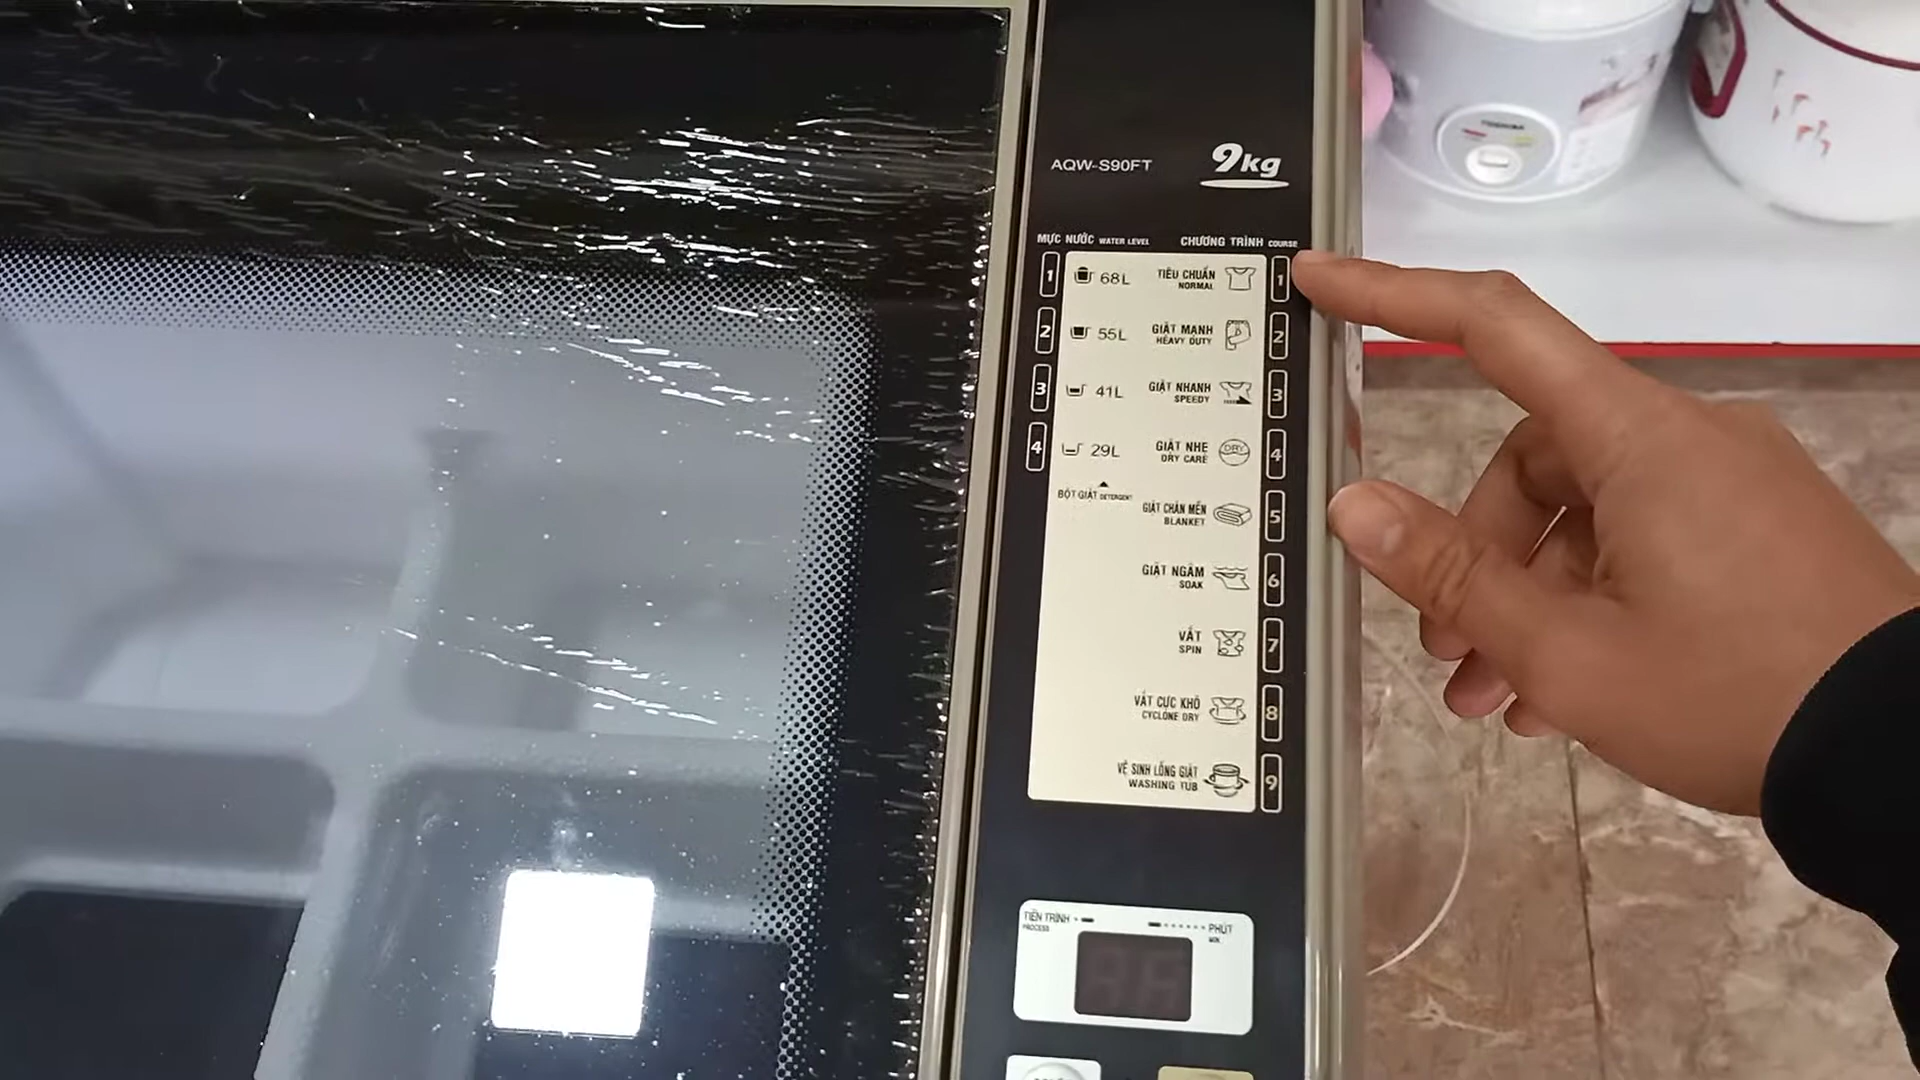 TOSHIBA
AQW-S90FT
9kg
MỰC NƯỚC WATER LEVEL
CHƯƠNG TRÌNH COURSE
1 68L
TIÊU CHUẨN 1
NORMAL
2 55L
GIẶT MẠNH 2
HEAVY DUTY
3 41L
GIẶT NHANH 3
SPEEDY
4 29L
GIẶT NHẸ DRY 4
DRY CARE
BỘT GIẶT DETERGENT
GIẶT CHĂN MỀN 5
BLANKET
GIẶT NGÂM 6
SOAK
VẮT 7
SPIN
VẮT CỰC KHÔ 8
CYCLONE DRY
VỆ SINH LỒNG GIẶT 9
WASHING TUB
TIẾN TRÌNH
PROCESS
PHÚT
MIN